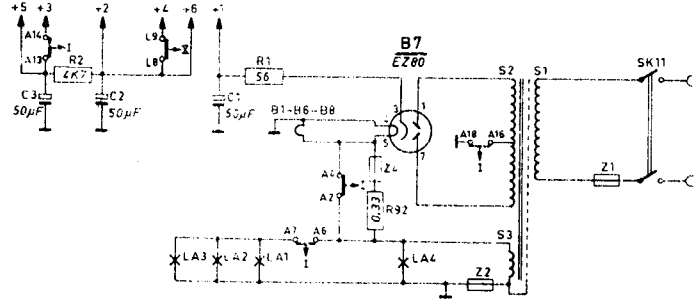 +5 +3 +2 +4 +6 +1
A14 I L9 I
A13 R2 L8 R1 B7
4K7 56 EZ80
C3 50µF C2 50µF C1 50µF
B1-B6-B8
3 1 S2 S1 SK11
5 7
A18 A16
I
Z4 Z1
A4
A2
R92
0,33
A7 A6
I
S3
LA3 LA2 LA1 LA4
Z2